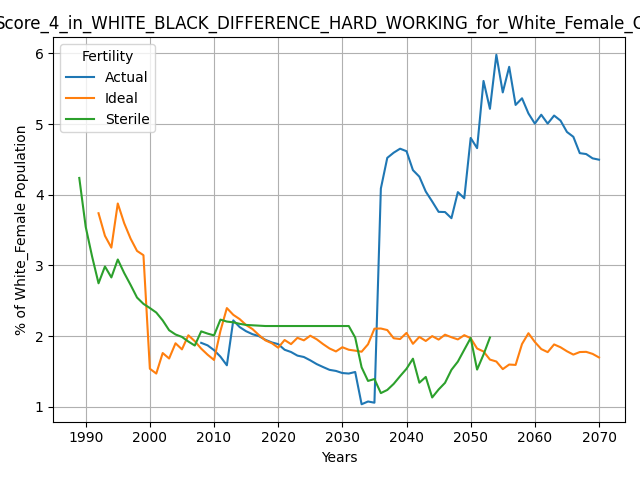 Score_4_in_WHITE_BLACK_DIFFERENCE_HARD_WORKING_for_White_Female_
Fertility
Actual
Ideal
Sterile
% of White_Female Population
6
5
4
3
2
1
1990 2000 2010 2020 2030 2040 2050 2060 2070
Years